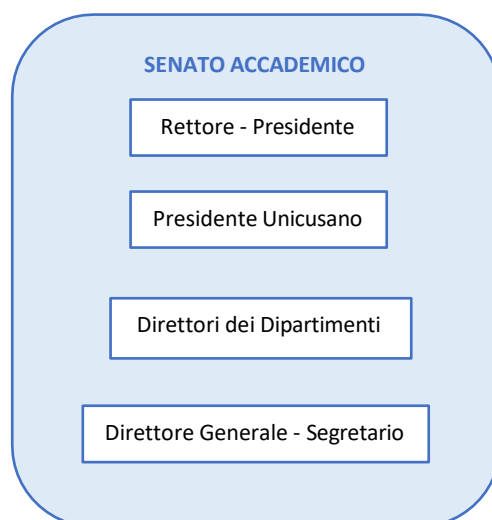 SENATO ACCADEMICO
Rettore - Presidente
Presidente Unicusano
Direttori dei Dipartimenti
Direttore Generale - Segretario